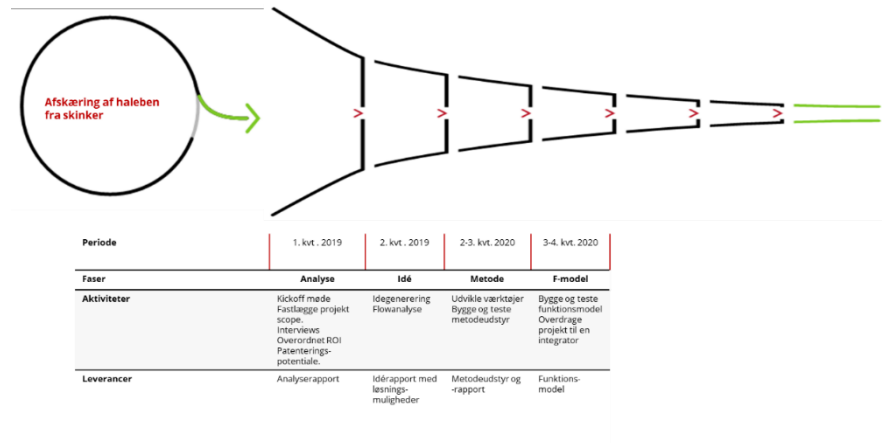 Afskæring af haleben
fra skinker
> > > > > >
Periode 1. kvt . 2019 2. kvt . 2019 2-3. kvt. 2020 3-4. kvt. 2020
Faser Analyse Idé Metode F-model
Aktiviteter
Kickoff møde
Fastlægge projekt
scope.
Interviews
Overordnet ROI
Patenterings-
potentiale.
Idegenerering
Flowanalyse
Udvikle værktøjer
Bygge og teste
metodeudstyr
Bygge og teste
funktionsmodel
Overdrage
projekt til en
integrator
Leverancer
Analyserapport
Idérapport med
løsnings-
muligheder
Metodeudstyr og
-rapport
Funktions-
model